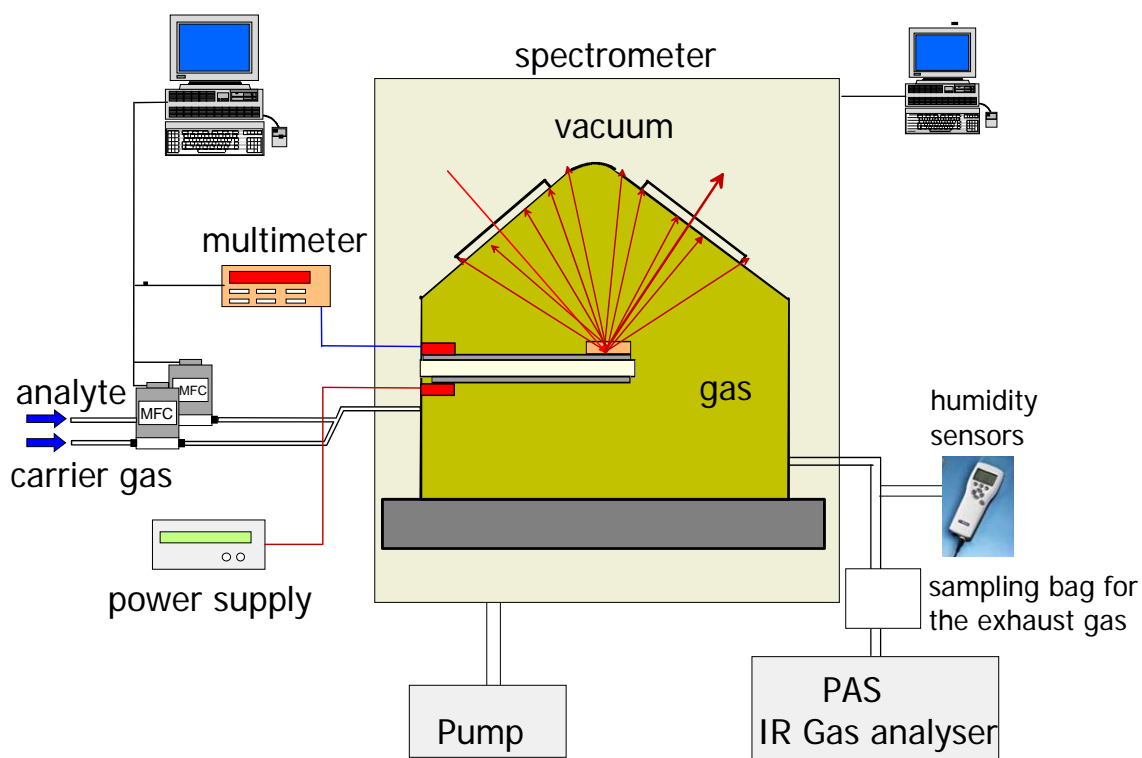 spectrometer
vacuum
multimeter
analyte
MFC
MFC
carrier gas
gas
humidity
sensors
power supply
sampling bag for
the exhaust gas
Pump
PAS
IR Gas analyser